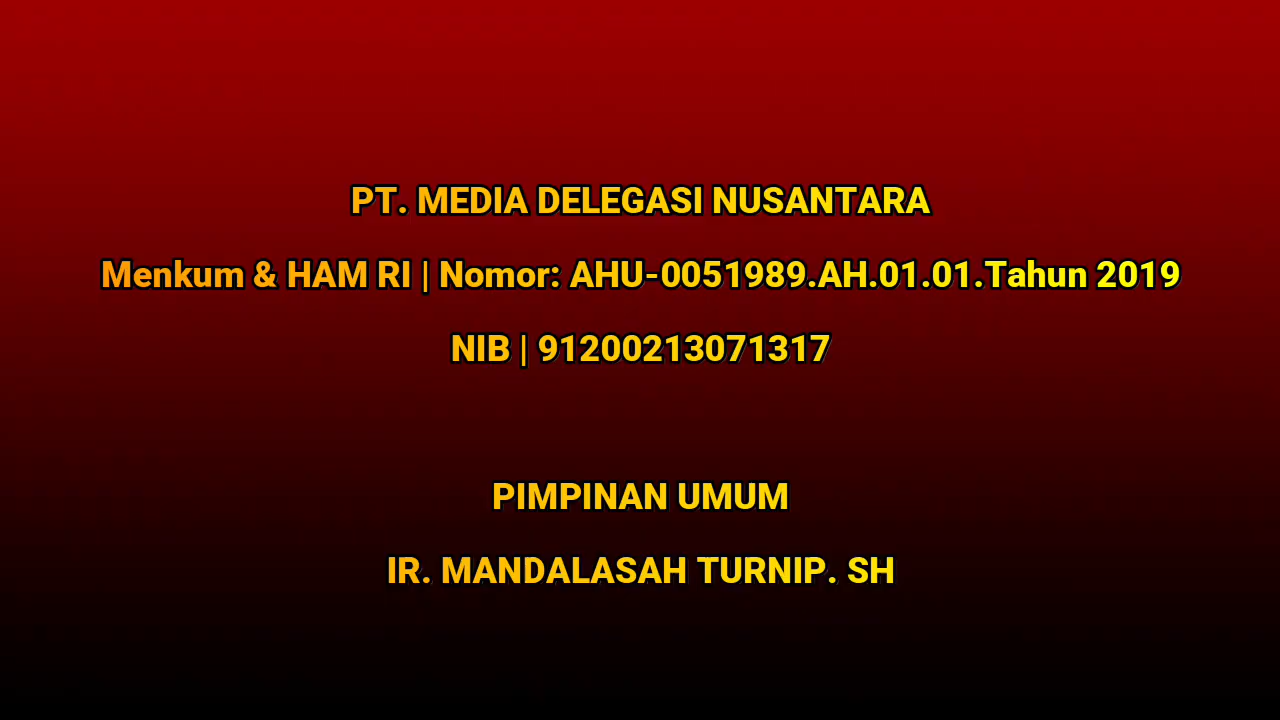 PT. MEDIA DELEGASI NUSANTARA
Menkum & HAM RI | Nomor: AHU-0051989.AH.01.01.Tahun 2019
NIB | 91200213071317
PIMPINAN UMUM
IR. MANDALASAH TURNIP. SH